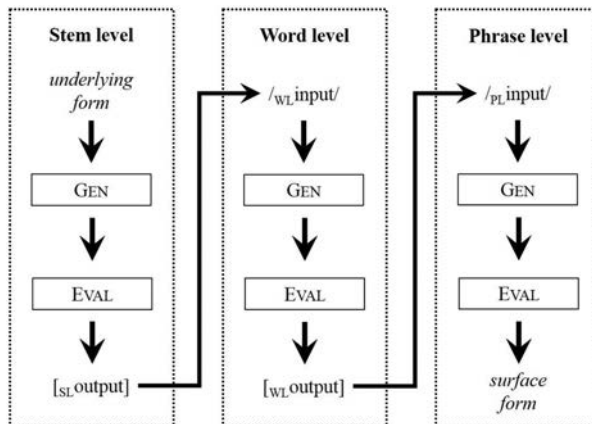 Stem level
underlying
form
GEN
EVAL
[SLoutput]
Word level
/WLinput/
GEN
EVAL
[WLoutput]
Phrase level
/PLinput/
GEN
EVAL
surface
form